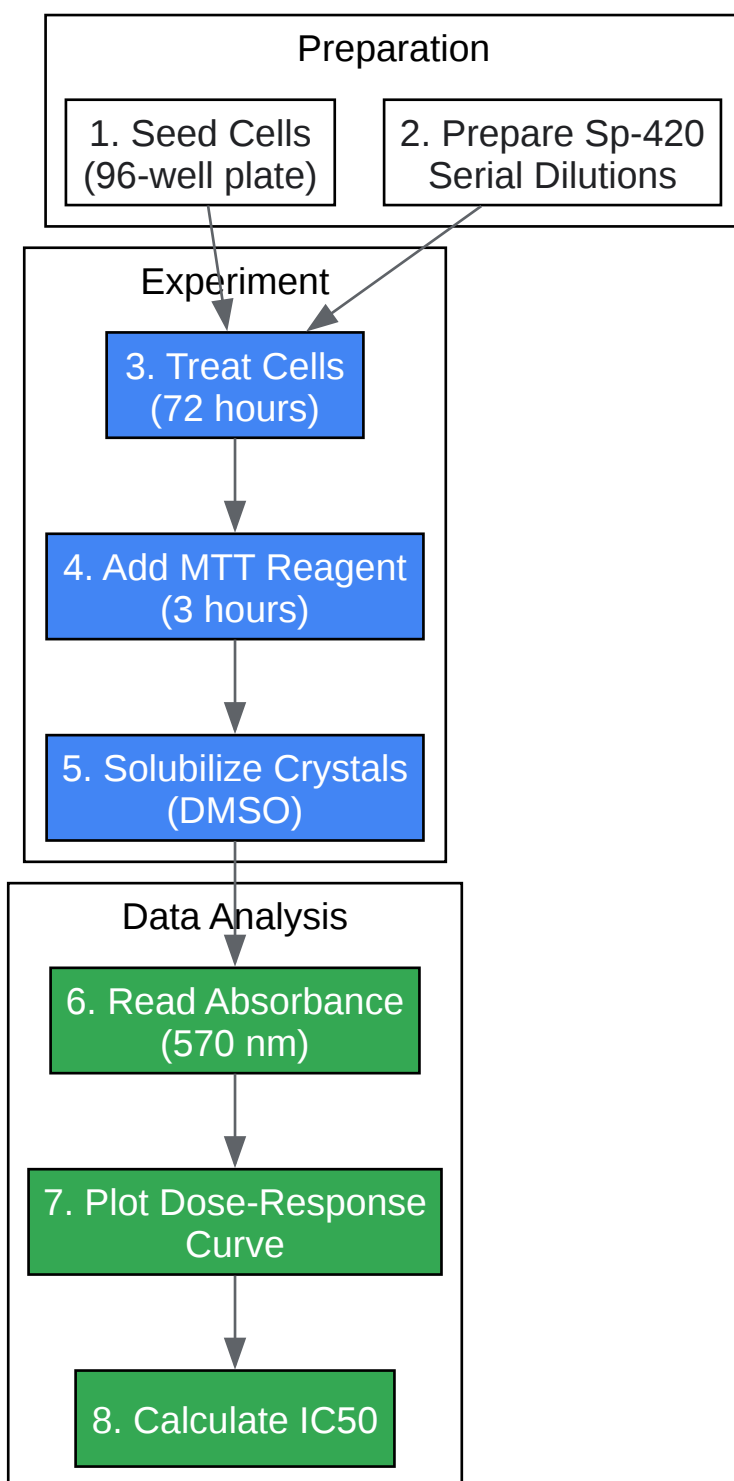 Preparation
1. Seed Cells
(96-well plate)
2. Prepare Sp-420
Serial Dilutions
Experiment
3. Treat Cells
(72 hours)
4. Add MTT Reagent
(3 hours)
5. Solubilize Crystals
(DMSO)
Data Analysis
6. Read Absorbance
(570 nm)
7. Plot Dose-Response
Curve
8. Calculate IC50